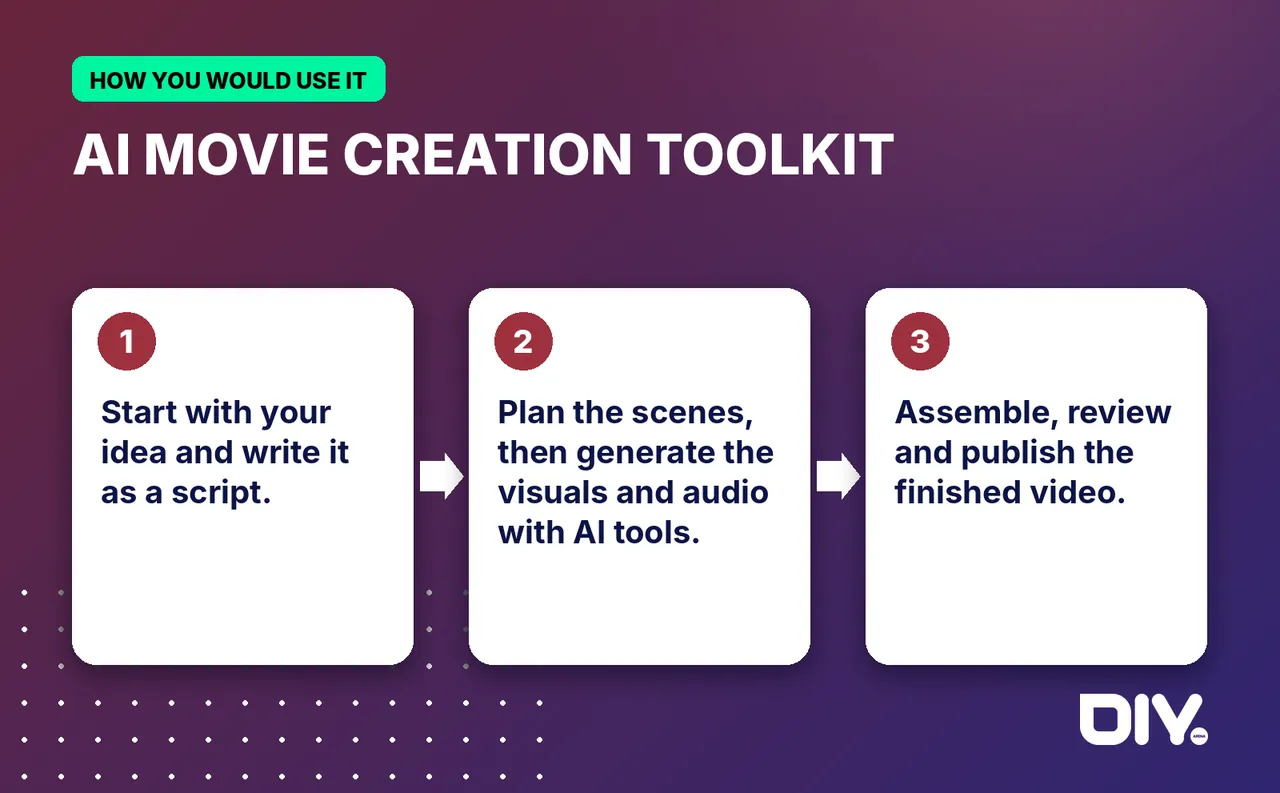 HOW YOU WOULD USE IT
AI MOVIE CREATION TOOLKIT
1
Start with your
idea and write it
as a script.
2
Plan the scenes,
then generate the
visuals and audio
with AI tools.
3
Assemble, review
and publish the
finished video.
DIY.